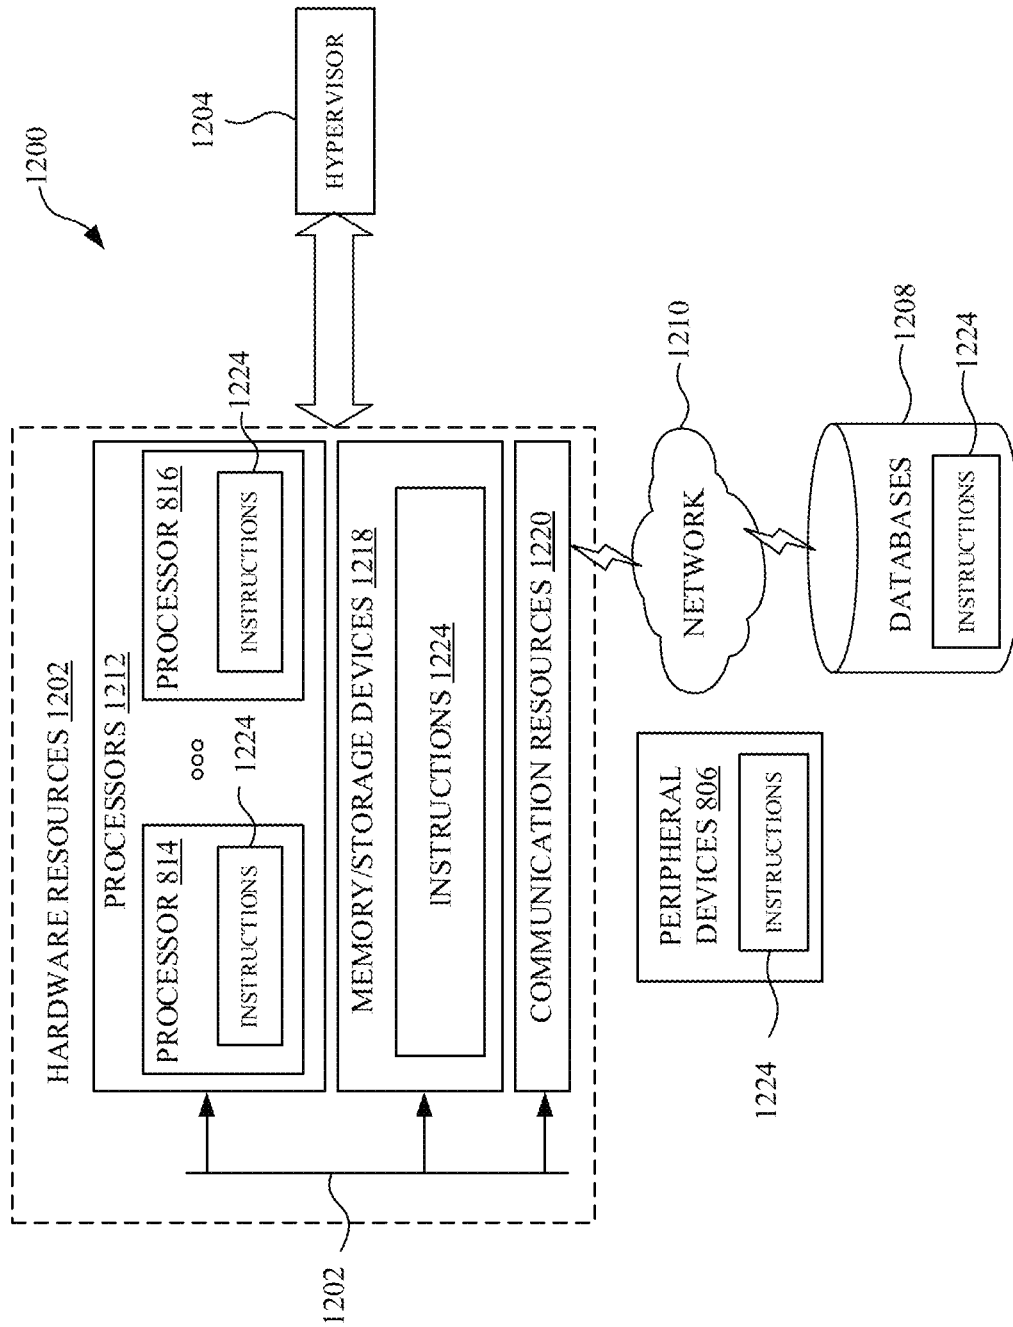 1200
HARDWARE RESOURCES 1202
PROCESSORS 1212
PROCESSOR 814
INSTRUCTIONS
1224
PROCESSOR 816
INSTRUCTIONS
1224
1204
HYPERVISOR
MEMORY/STORAGE DEVICES 1218
INSTRUCTIONS 1224
COMMUNICATION RESOURCES 1220
1202
PERIPHERAL
DEVICES 806
INSTRUCTIONS
1224
NETWORK
1210
DATABASES
1208
INSTRUCTIONS
1224